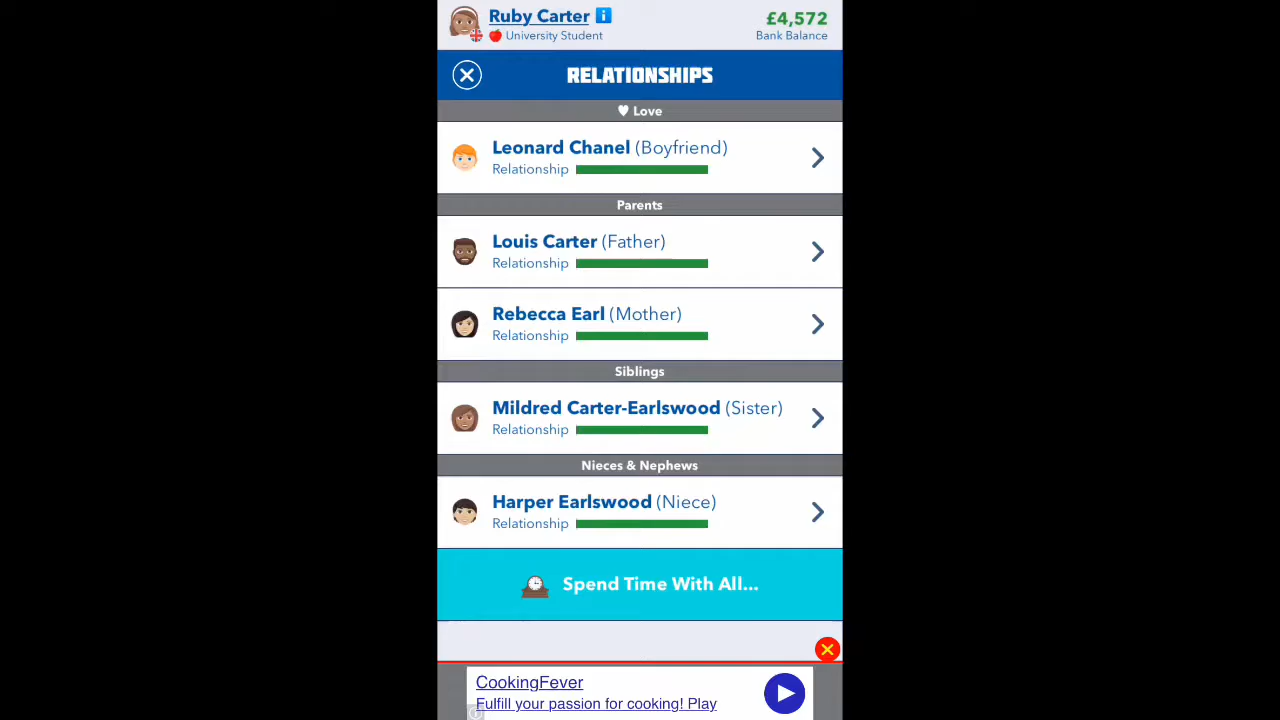 Ruby Carter
£4,572
University Student
Bank Balance
RELATIONSHIPS
Love
Leonard Chanel (Boyfriend)
Relationship
Parents
Louis Carter (Father)
Relationship
Rebecca Earl (Mother)
Relationship
Siblings
Mildred Carter-Earlswood (Sister)
Relationship
Nieces & Nephews
Harper Earlswood (Niece)
Relationship
Spend Time With All...
CookingFever
Fulfill your passion for cooking! Play